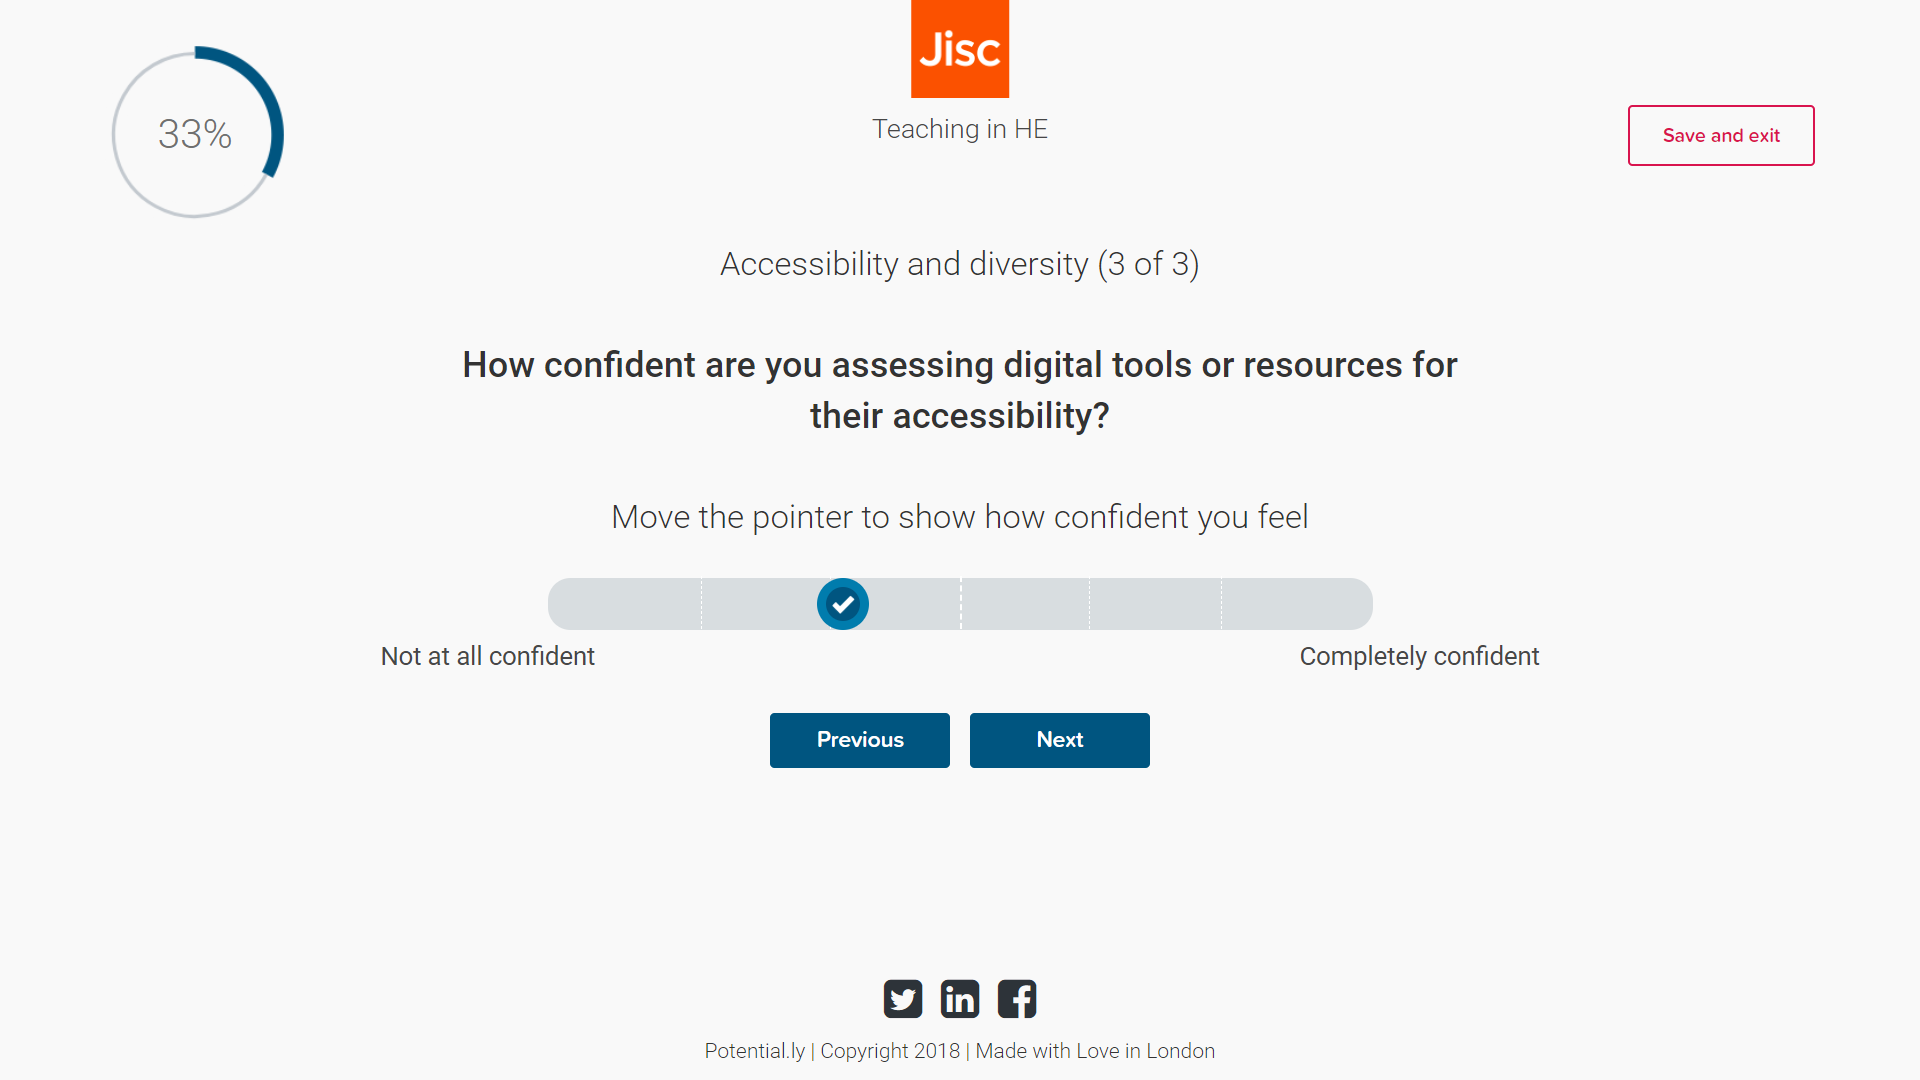 33%
Jisc
Teaching in HE
Save and exit
Accessibility and diversity (3 of 3)
How confident are you assessing digital tools or resources for
their accessibility?
Move the pointer to show how confident you feel
Not at all confident
Completely confident
Previous
Next
in
Potential.ly | Copyright 2018 | Made with Love in London